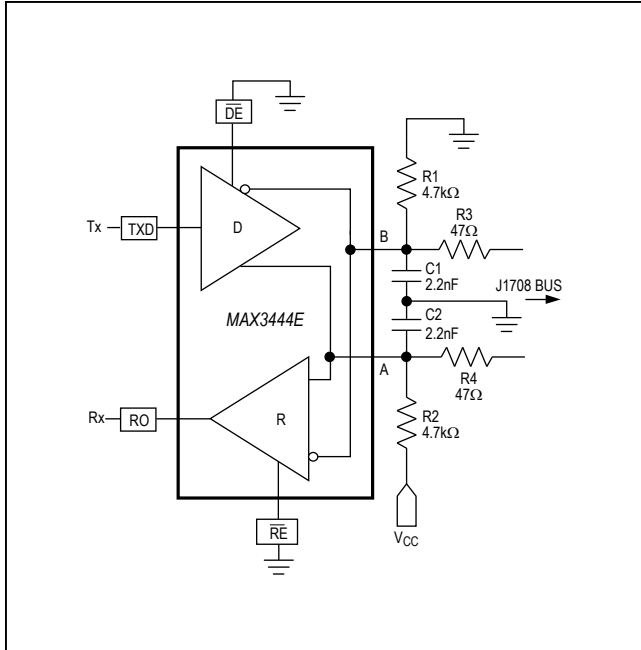 DE
R1
4.7kΩ
R3
47Ω
Tx
TXD
D
B
C1
2.2nF
J1708 BUS
MAX3444E
C2
2.2nF
A
R4
47Ω
Rx
RO
R
R2
4.7kΩ
RE
VCC